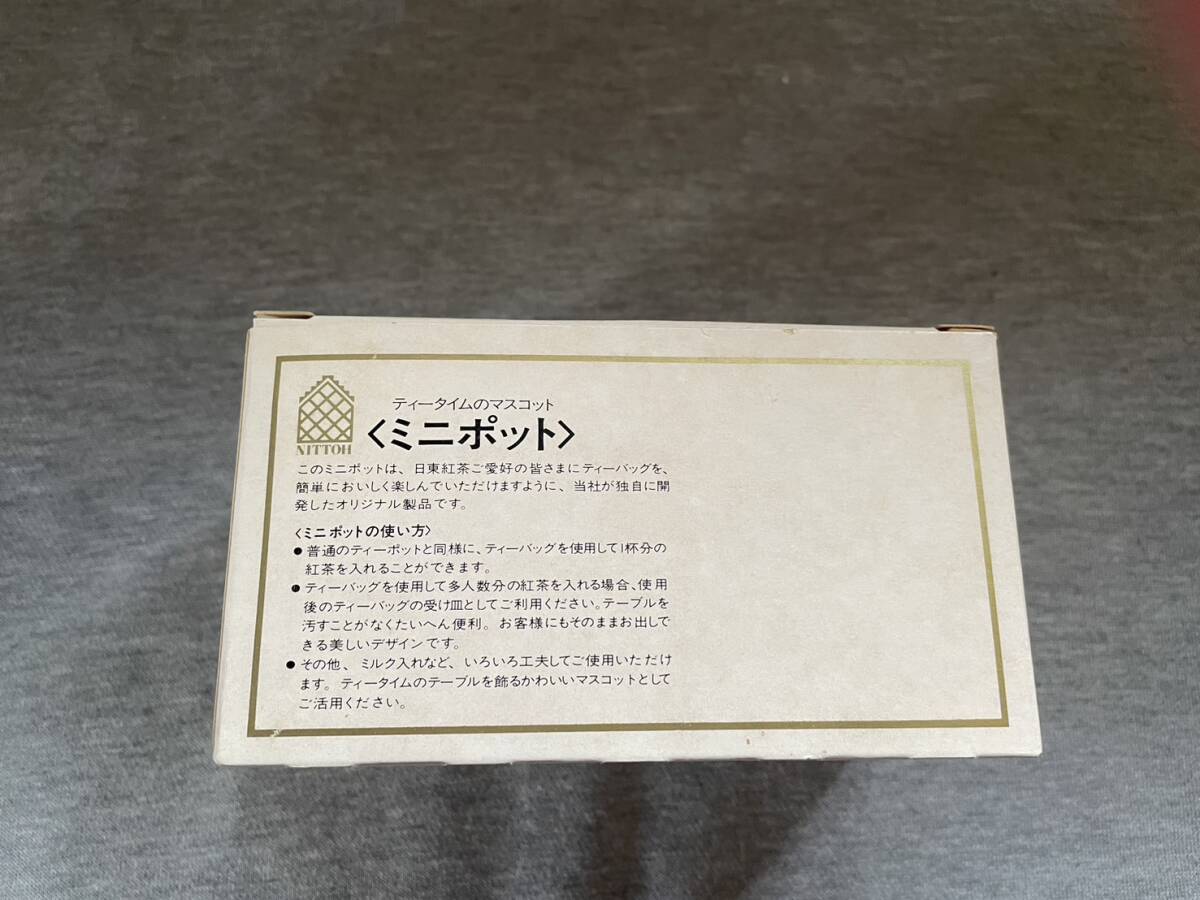 NITTOH
ティータイムのマスコット
〈ミニポット〉
このミニポットは、日東紅茶ご愛好の皆さまにティーバッグを、
簡単においしく楽しんでいただけますように、当社が独自に開
発したオリジナル製品です。
〈ミニポットの使い方〉
●普通のティーポットと同様に、ティーバッグを使用して1杯分の
紅茶を入れることができます。
●ティーバッグを使用して多人数分の紅茶を入れる場合、使用
後のティーバッグの受け皿としてご利用ください。テーブルを
汚すことがなくたいへん便利。お客様にもそのままお出しで
きる美しいデザインです。
●その他、ミルク入れなど、いろいろ工夫してご使用いただけ
ます。ティータイムのテーブルを飾るかわいいマスコットとして
ご活用ください。